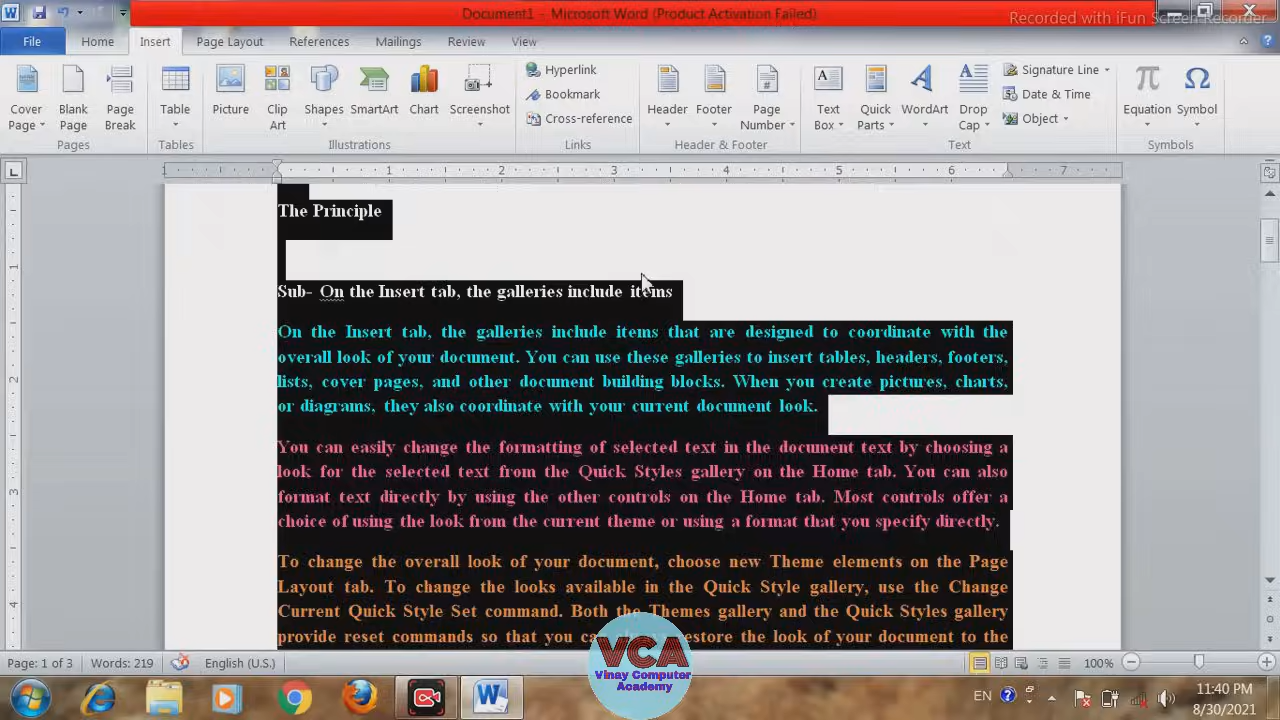 Document1 - Microsoft Word (Product Activation Failed)
Recorded with iFun Screen Recorder
File Home Insert Page Layout References Mailings Review View
Cover Page
Blank Page
Page Break
Pages
Table
Tables
Picture
Clip Art
Shapes
SmartArt
Chart
Screenshot
Illustrations
Hyperlink
Bookmark
Cross-reference
Links
Header
Footer
Page Number
Header & Footer
Text Box
Quick Parts
WordArt
Drop Cap
Signature Line
Date & Time
Object
Text
Equation
Symbol
Symbols
1 1 2 3 4 5 6 7
1
2
3
4
The Principle
Sub- On the Insert tab, the galleries include items
On the Insert tab, the galleries include items that are designed to coordinate with the
overall look of your document. You can use these galleries to insert tables, headers, footers,
lists, cover pages, and other document building blocks. When you create pictures, charts,
or diagrams, they also coordinate with your current document look.
You can easily change the formatting of selected text in the document text by choosing a
look for the selected text from the Quick Styles gallery on the Home tab. You can also
format text directly by using the other controls on the Home tab. Most controls offer a
choice of using the look from the current theme or using a format that you specify directly.
To change the overall look of your document, choose new Theme elements on the Page
Layout tab. To change the looks available in the Quick Style gallery, use the Change
Current Quick Style Set command. Both the Themes gallery and the Quick Styles gallery
provide reset commands so that you can restore the look of your document to the
VCA
Vinay Computer
Academy
Page: 1 of 3 Words: 219 English (U.S.) 100%
EN
11:40 PM
8/30/2021